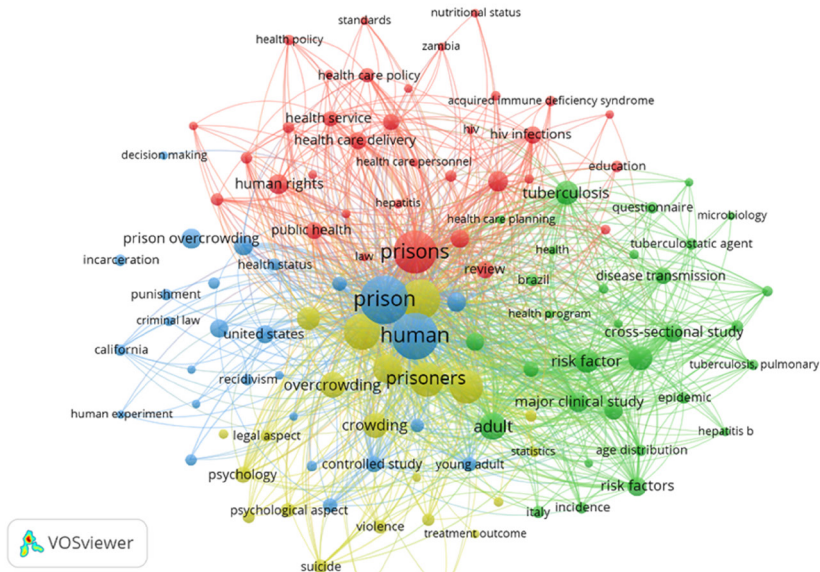 nutritional status
standards
health policy
zambia
health care policy
acquired immune deficiency syndrome
health service
hiv
hiv infections
health care delivery
decision making
health care personnel
education
human rights
tuberculosis
hepatitis
questionnaire
microbiology
health care planning
public health
prison overcrowding
tuberculostatic agent
law
prisons
health
incarceration
health status
review
brazil
disease transmission
punishment
prison
health program
criminal law
united states
human
cross-sectional study
california
risk factor
tuberculosis, pulmonary
recidivism
overcrowding
prisoners
major clinical study
epidemic
human experiment
crowding
adult
hepatitis b
legal aspect
statistics
age distribution
controlled study
young adult
psychology
risk factors
psychological aspect
italy
incidence
violence
treatment outcome
suicide
VOSviewer